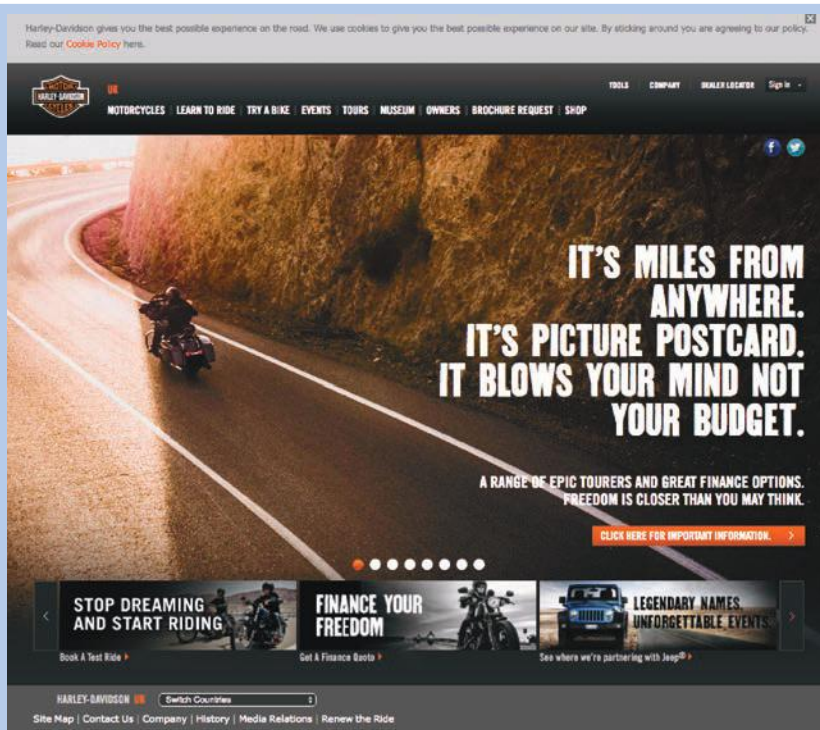 Harley-Davidson gives you the best possible experience on the road. We use cookies to give you the best possible experience on our site. By sticking around you are agreeing to our policy.
Read our Cookie Policy here.
MOTOR
HARLEY-DAVIDSON
CYCLES
UK
TOOLS COMPANY DEALER LOCATOR Sign in
MOTORCYCLES | LEARN TO RIDE | TRY A BIKE | EVENTS | TOURS | MUSEUM | OWNERS | BROCHURE REQUEST | SHOP
IT'S MILES FROM
ANYWHERE.
IT'S PICTURE POSTCARD.
IT BLOWS YOUR MIND NOT
YOUR BUDGET.
A RANGE OF EPIC TOURERS AND GREAT FINANCE OPTIONS.
FREEDOM IS CLOSER THAN YOU MAY THINK.
CLICK HERE FOR IMPORTANT INFORMATION.
STOP DREAMING
AND START RIDING
Book A Test Ride
FINANCE YOUR
FREEDOM
Get A Finance Quote
LEGENDARY NAMES,
UNFORGETTABLE EVENTS.
See where we're partnering with Jeep®
HARLEY-DAVIDSON UK Switch Countries
Site Map | Contact Us | Company | History | Media Relations | Renew the Ride